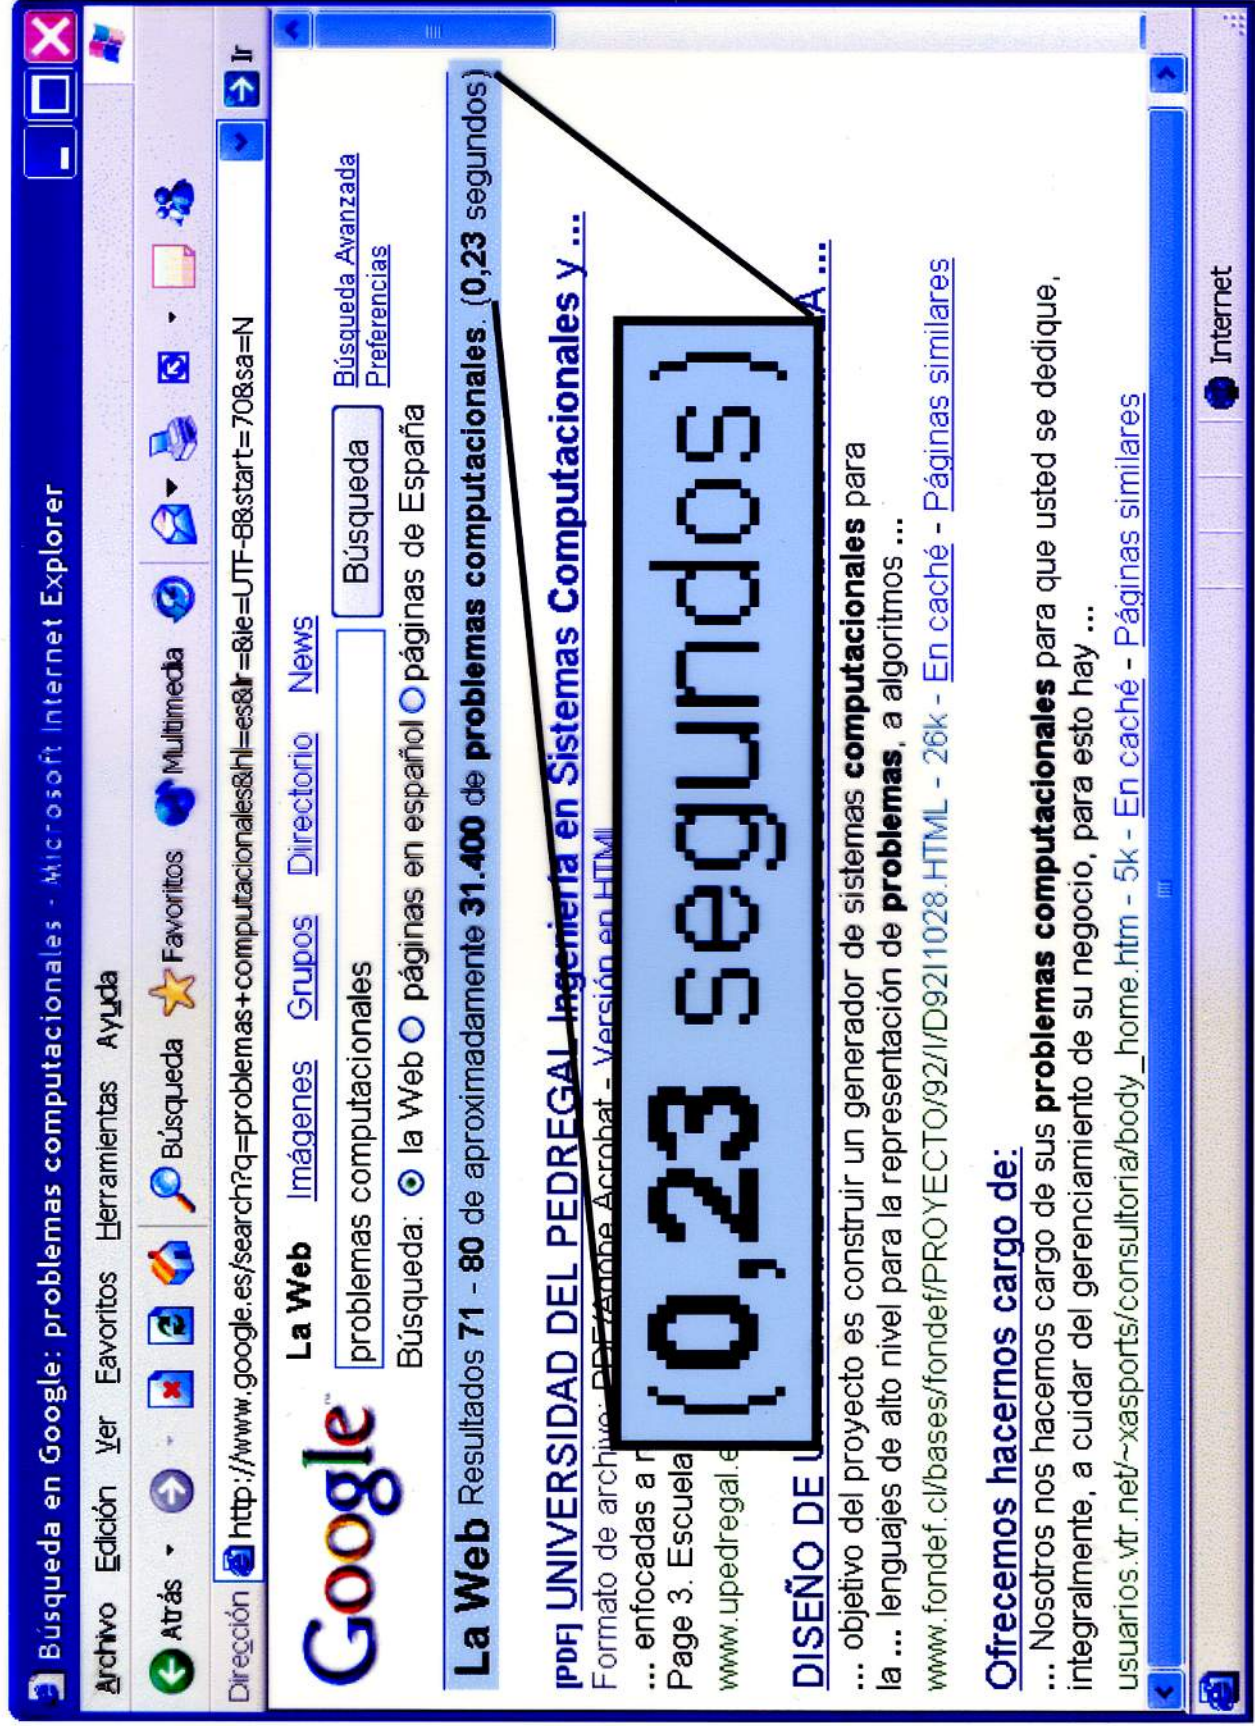 Búsqueda en Google: problemas computacionales - Microsoft Internet Explorer
Archivo Edición Ver Favoritos Herramientas Ayuda
Atrás Búsqueda Favoritos Multimedia
Dirección http://www.google.es/search?q=problemas+computacionales&hl=es&lr=&ie=UTF-8&start=70&sa=N Ir
La Web Imágenes Grupos Directorio News
Google problemas computacionales Búsqueda Búsqueda Avanzada
Preferencias
Búsqueda: la Web páginas en español páginas de España
La Web Resultados 71 - 80 de aproximadamente 31.400 de problemas computacionales. (0,23 segundos)
[PDF] UNIVERSIDAD DEL PEDREGAL Ingeniería en Sistemas Computacionales y ...
Formato de archivo: PDF/Adobe Acrobat - Versión en HTML
... enfocadas a
Page 3. Escuela
www.upedregal.e
(0,23 segundos)
DISEÑO DE
... objetivo del proyecto es construir un generador de sistemas computacionales para
la ... lenguajes de alto nivel para la representación de problemas, a algoritmos ...
www.fondef.cl/bases/fondef/PROYECTO/92/I/D92I1028.HTML - 26k - En caché - Páginas similares
Ofrecemos hacernos cargo de:
... Nosotros nos hacemos cargo de sus problemas computacionales para que usted se dedique,
integralmente, a cuidar del gerenciamiento de su negocio, para esto hay ...
usuarios.vtr.net/~xasports/consultoria/body_home.htm - 5k - En caché - Páginas similares
Internet